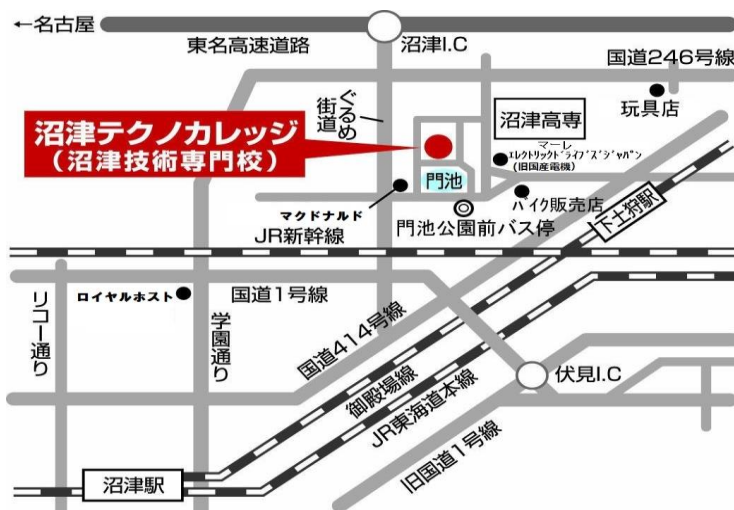 ←名古屋
東名高速道路
沼津I.C
国道246号線
ぐるめ
街道
玩具店
沼津高専
沼津テクノカレッジ
（沼津技術専門校）
マーレ
ｴﾚｸﾄﾘｯｸﾄﾞﾗｲﾌﾞｽﾞｼﾞｬﾊﾟﾝ
(旧国産電機)
門池
マクドナルド
バイク販売店
門池公園前バス停
下土狩駅
JR新幹線
ロイヤルホスト
国道1号線
リコー通り
学園通り
国道414号線
御殿場線
JR東海道本線
伏見I.C
旧国道1号線
沼津駅